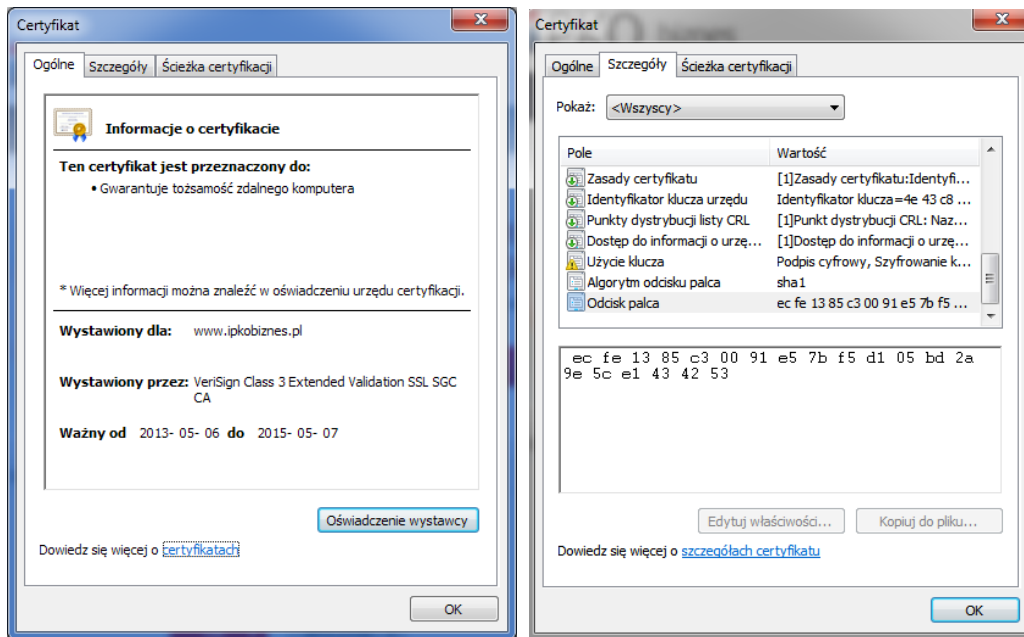 Certyfikat
Ogólne
Szczegóły
Ścieżka certyfikacji
Informacje o certyfikacie
Ten certyfikat jest przeznaczony do:
• Gwarantuje tożsamość zdalnego komputera
* Więcej informacji można znaleźć w oświadczeniu urzędu certyfikacji.
Wystawiony dla: www.ipkobiznes.pl
Wystawiony przez: VeriSign Class 3 Extended Validation SSL SGC
CA
Ważny od 2013- 05- 06 do 2015- 05- 07
Oświadczenie wystawcy
Dowiedz się więcej o certyfikatach
OK
Certyfikat
Ogólne
Szczegóły
Ścieżka certyfikacji
Pokaż: <Wszyscy>
Pole Wartość
Zasady certyfikatu [1]Zasady certyfikatu:Identyfi...
Identyfikator klucza urzędu Identyfikator klucza=4e 43 c8 ...
Punkty dystrybucji listy CRL [1]Punkt dystrybucji CRL: Naz...
Dostęp do informacji o urzę... [1]Dostęp do informacji o urzę...
Użycie klucza Podpis cyfrowy, Szyfrowanie k...
Algorytm odcisku palca sha1
Odcisk palca ec fe 13 85 c3 00 91 e5 7b f5 ...
ec fe 13 85 c3 00 91 e5 7b f5 d1 05 bd 2a
9e 5c e1 43 42 53
Edytuj właściwości...
Kopiuj do pliku...
Dowiedz się więcej o szczegółach certyfikatu
OK